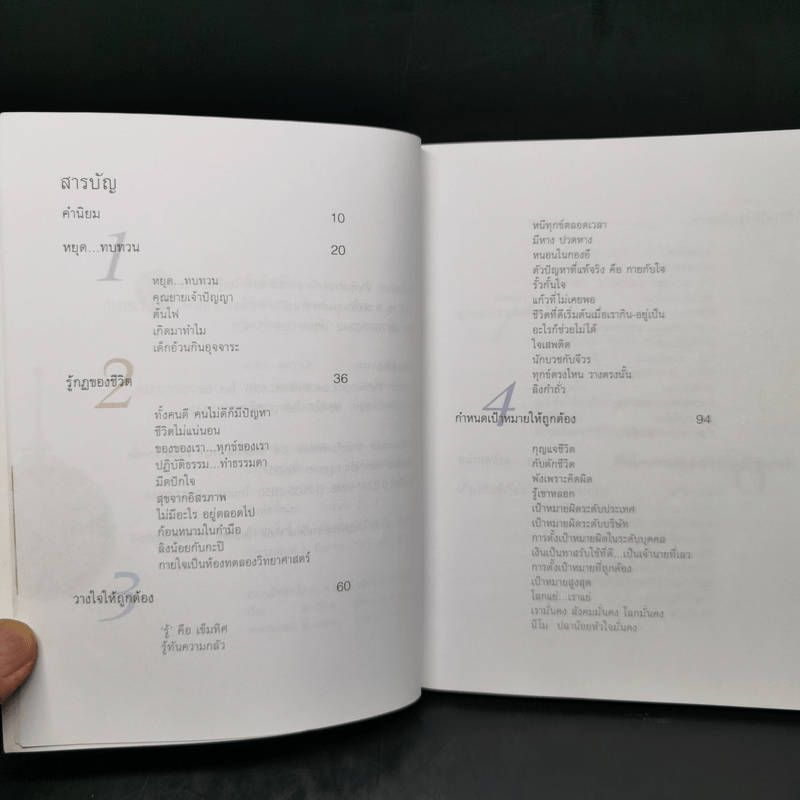 สารบัญ
คำนิยม 10
1
หยุด...ทบทวน 20
หยุด...ทบทวน
คุณยายเจ้าปัญญา
ต้นไฟ
เกิดมาทำไม
เด็กอ้วนกินอุจจาระ
2
รู้กฎของชีวิต 36
ทั้งคนดี คนไม่ดีก็มีปัญหา
ชีวิตไม่แน่นอน
ของของเรา...ทุกข์ของเรา
ปฏิบัติธรรม...ทำธรรมดา
มีดปักใจ
สุขจากอิสรภาพ
ไม่มีอะไร อยู่ตลอดไป
ก้อนหนามในกำมือ
ลิงน้อยกับกะปิ
กายใจเป็นห้องทดลองวิทยาศาสตร์
3
วางใจให้ถูกต้อง 60
'รู้' คือ เข็มทิศ
รู้ทันความกลัว
หนีทุกข์ตลอดเวลา
มีหาง ปวดหาง
หนอนในกองอึ
ตัวปัญหาที่แท้จริง คือ กายกับใจ
รั้วกั้นใจ
แก้วที่ไม่เคยพอ
ชีวิตที่ดีเริ่มต้นเมื่อเรากิน-อยู่เป็น
อะไรก็ช่วยไม่ได้
ใจเสพติด
นักบวชกับจีวร
ทุกข์ตรงไหน วางตรงนั้น
ลิงกำถั่ว
4
กำหนดเป้าหมายให้ถูกต้อง 94
กุญแจชีวิต
กับดักชีวิต
พังเพราะคิดผิด
รู้เขาหลอก
เป้าหมายผิดระดับประเทศ
เป้าหมายผิดระดับบริษัท
การตั้งเป้าหมายผิดในระดับบุคคล
เงินเป็นทาสรับใช้ที่ดี...เป็นเจ้านายที่เลว
การตั้งเป้าหมายที่ถูกต้อง
เป้าหมายสูงสุด
โลกแย่...เราแย่
เรามั่นคง สังคมมั่นคง โลกมั่นคง
นีโม ปลาน้อยหัวใจมั่นคง